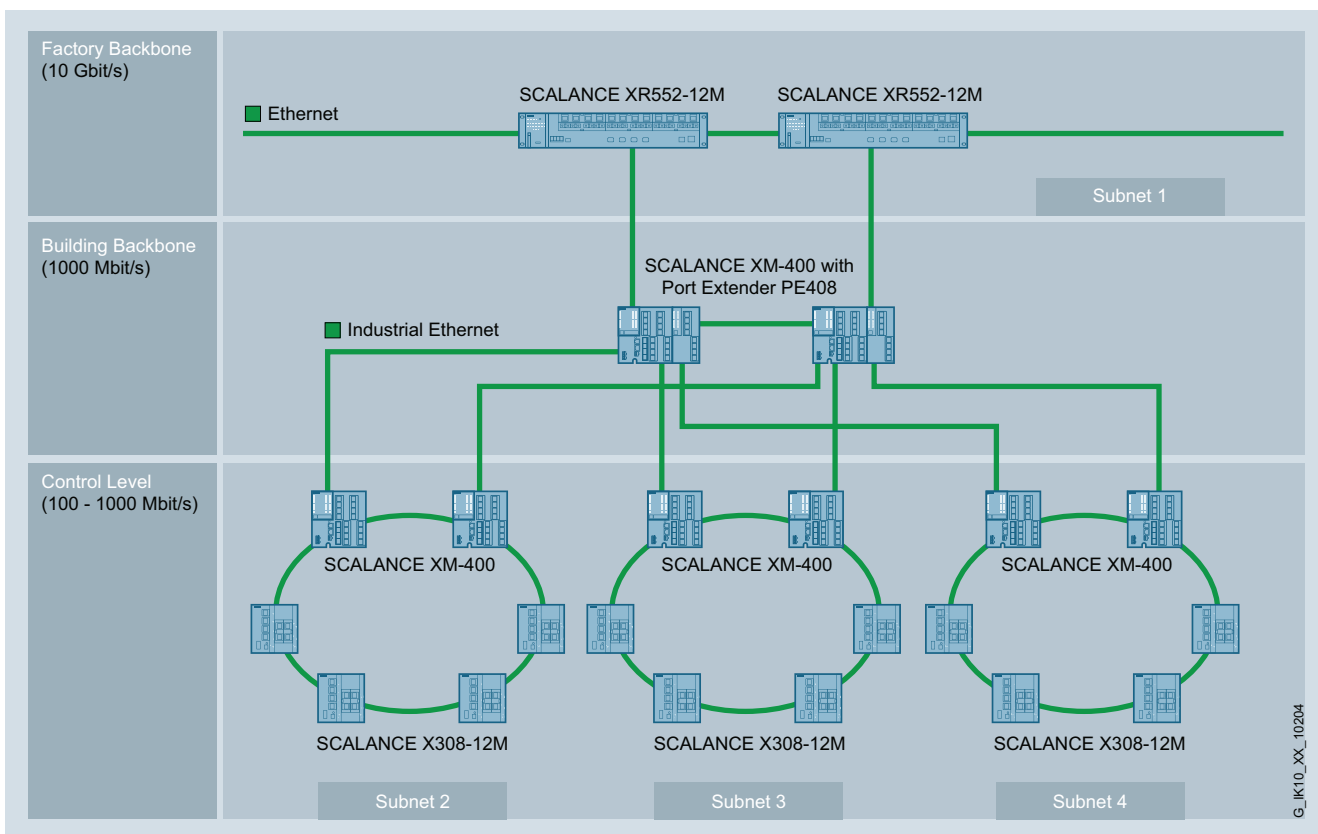 Factory Backbone
(10 Gbit/s)
Ethernet
SCALANCE XR552-12M
SCALANCE XR552-12M
Subnet 1
Building Backbone
(1000 Mbit/s)
SCALANCE XM-400 with
Port Extender PE408
Industrial Ethernet
Control Level
(100 - 1000 Mbit/s)
SCALANCE XM-400
SCALANCE XM-400
SCALANCE XM-400
SCALANCE X308-12M
SCALANCE X308-12M
SCALANCE X308-12M
Subnet 2
Subnet 3
Subnet 4
G_IK10_XX_10204